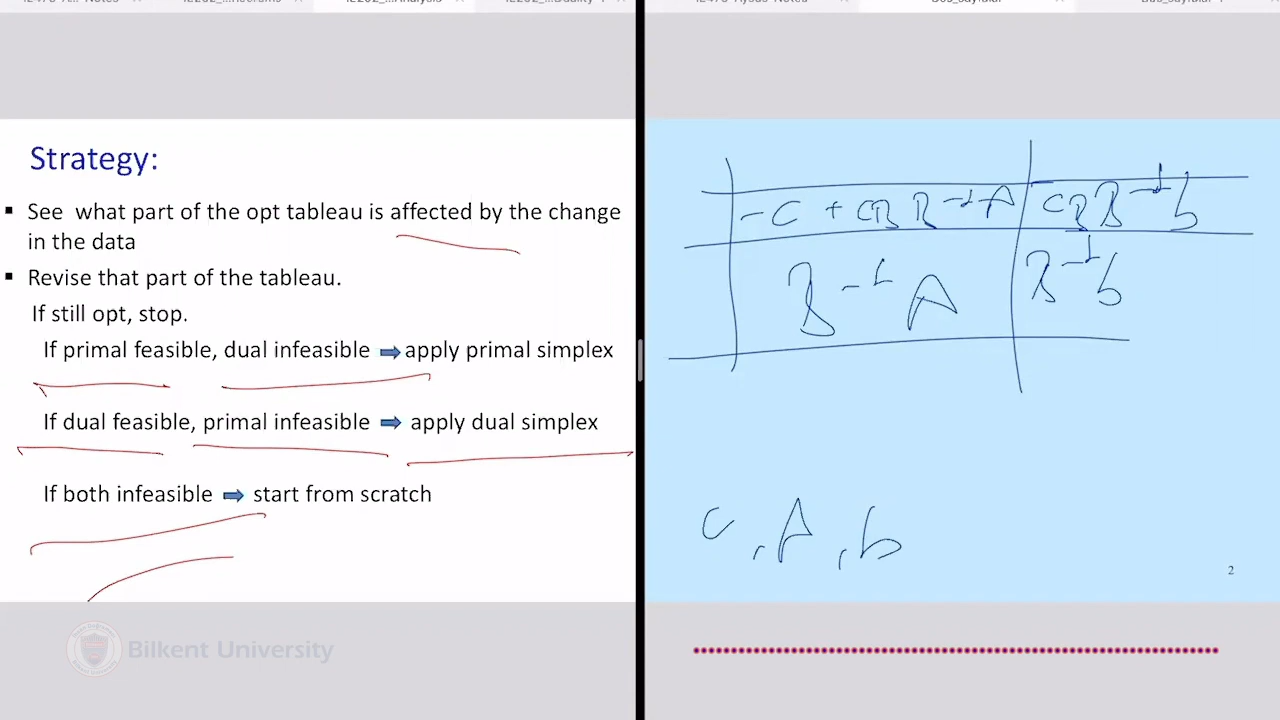 Strategy:
▪ See what part of the opt tableau is affected by the change
in the data
▪ Revise that part of the tableau.
If still opt, stop.
If primal feasible, dual infeasible ➡ apply primal simplex
If dual feasible, primal infeasible ➡ apply dual simplex
If both infeasible ➡ start from scratch
Bilkent University
-c + cB B⁻¹A cB B⁻¹b
B⁻¹A B⁻¹b
c, A, b
2